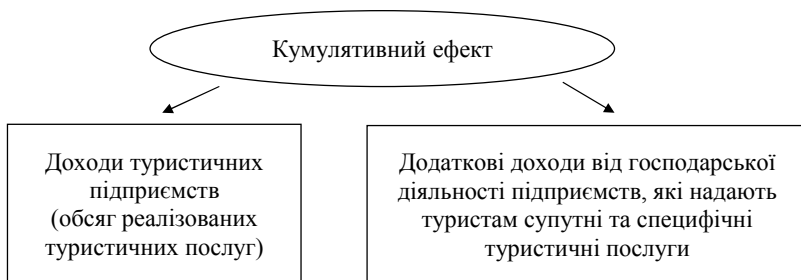 Кумулятивний ефект
Доходи туристичних
підприємств
(обсяг реалізованих
туристичних послуг)
Додаткові доходи від господарської
діяльності підприємств, які надають
туристам супутні та специфічні
туристичні послуги